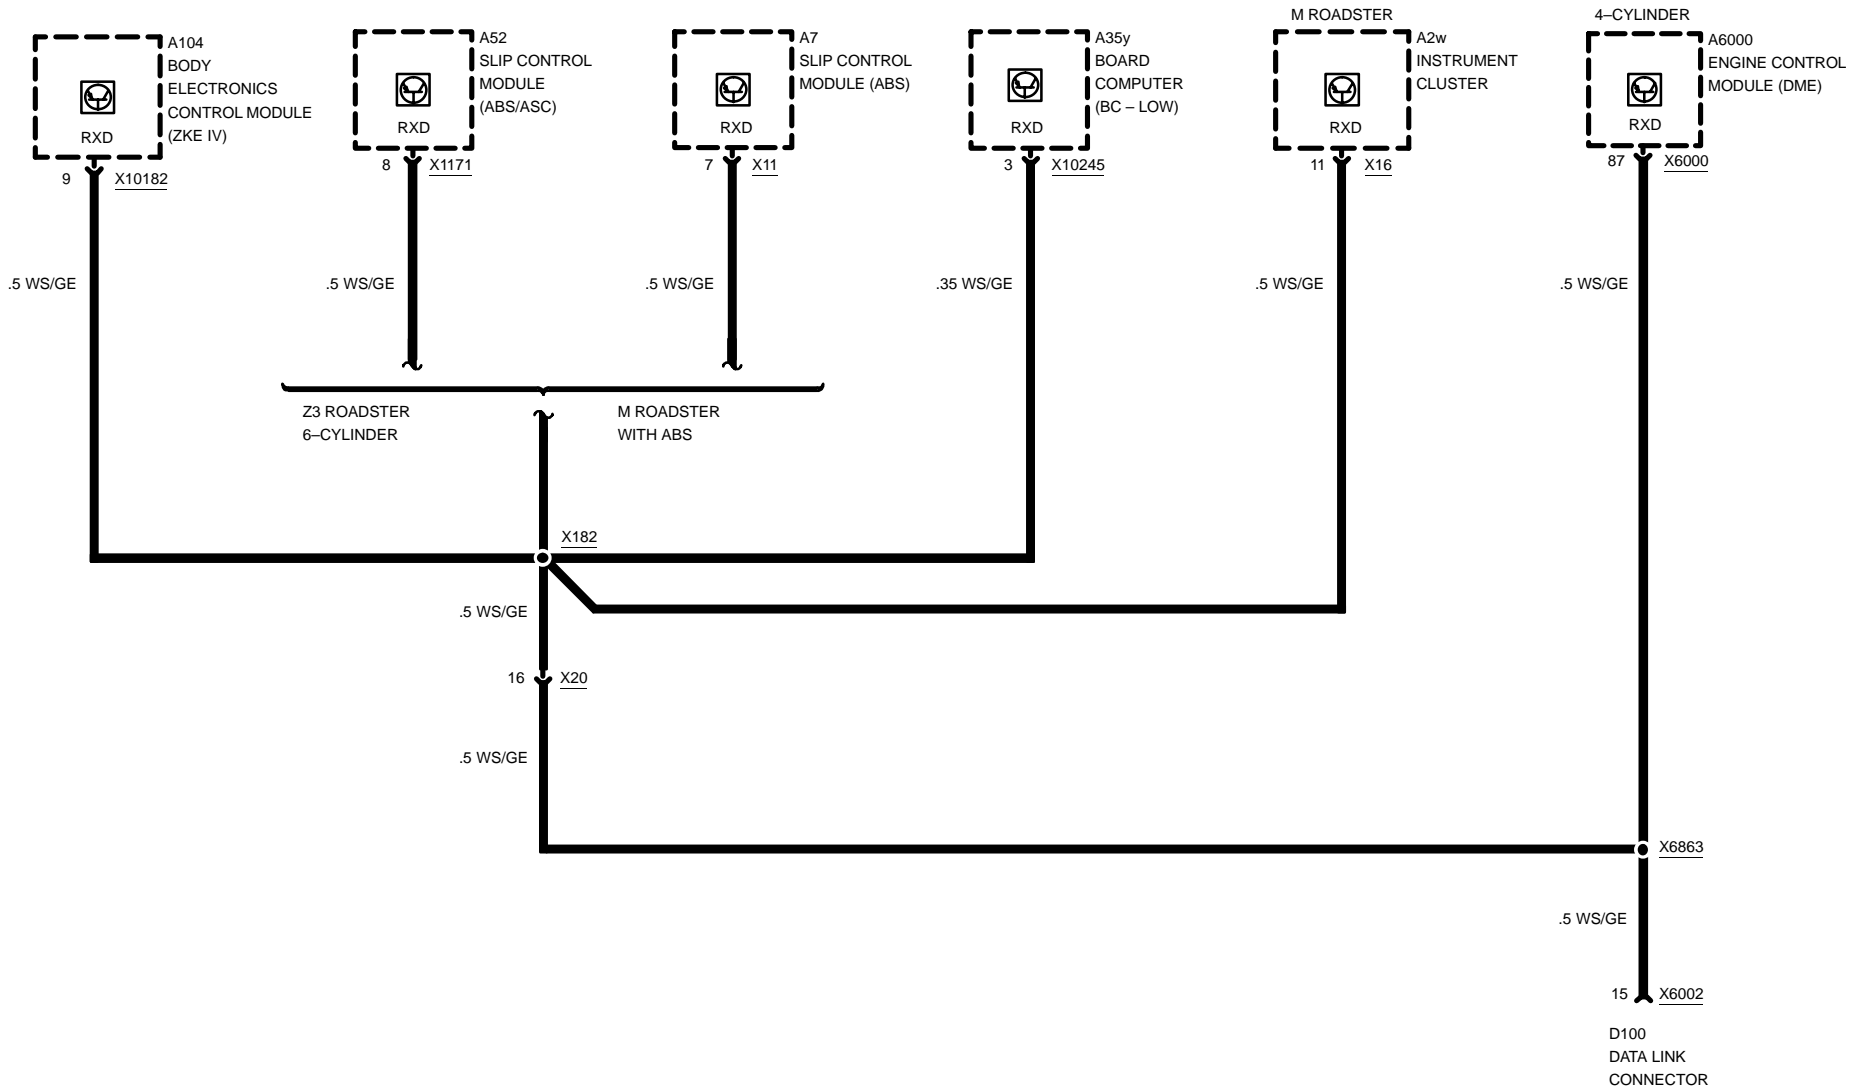 M ROADSTER
4–CYLINDER
A104
BODY
ELECTRONICS
CONTROL MODULE
(ZKE IV)
RXD
9
X10182
A52
SLIP CONTROL
MODULE
(ABS/ASC)
RXD
8
X1171
A7
SLIP CONTROL
MODULE (ABS)
RXD
7
X11
A35y
BOARD
COMPUTER
(BC – LOW)
RXD
3
X10245
A2w
INSTRUMENT
CLUSTER
RXD
11
X16
A6000
ENGINE CONTROL
MODULE (DME)
RXD
87
X6000
.5 WS/GE
.5 WS/GE
.5 WS/GE
.35 WS/GE
.5 WS/GE
.5 WS/GE
Z3 ROADSTER
6–CYLINDER
M ROADSTER
WITH ABS
X182
.5 WS/GE
16
X20
.5 WS/GE
X6863
.5 WS/GE
15
X6002
D100
DATA LINK
CONNECTOR